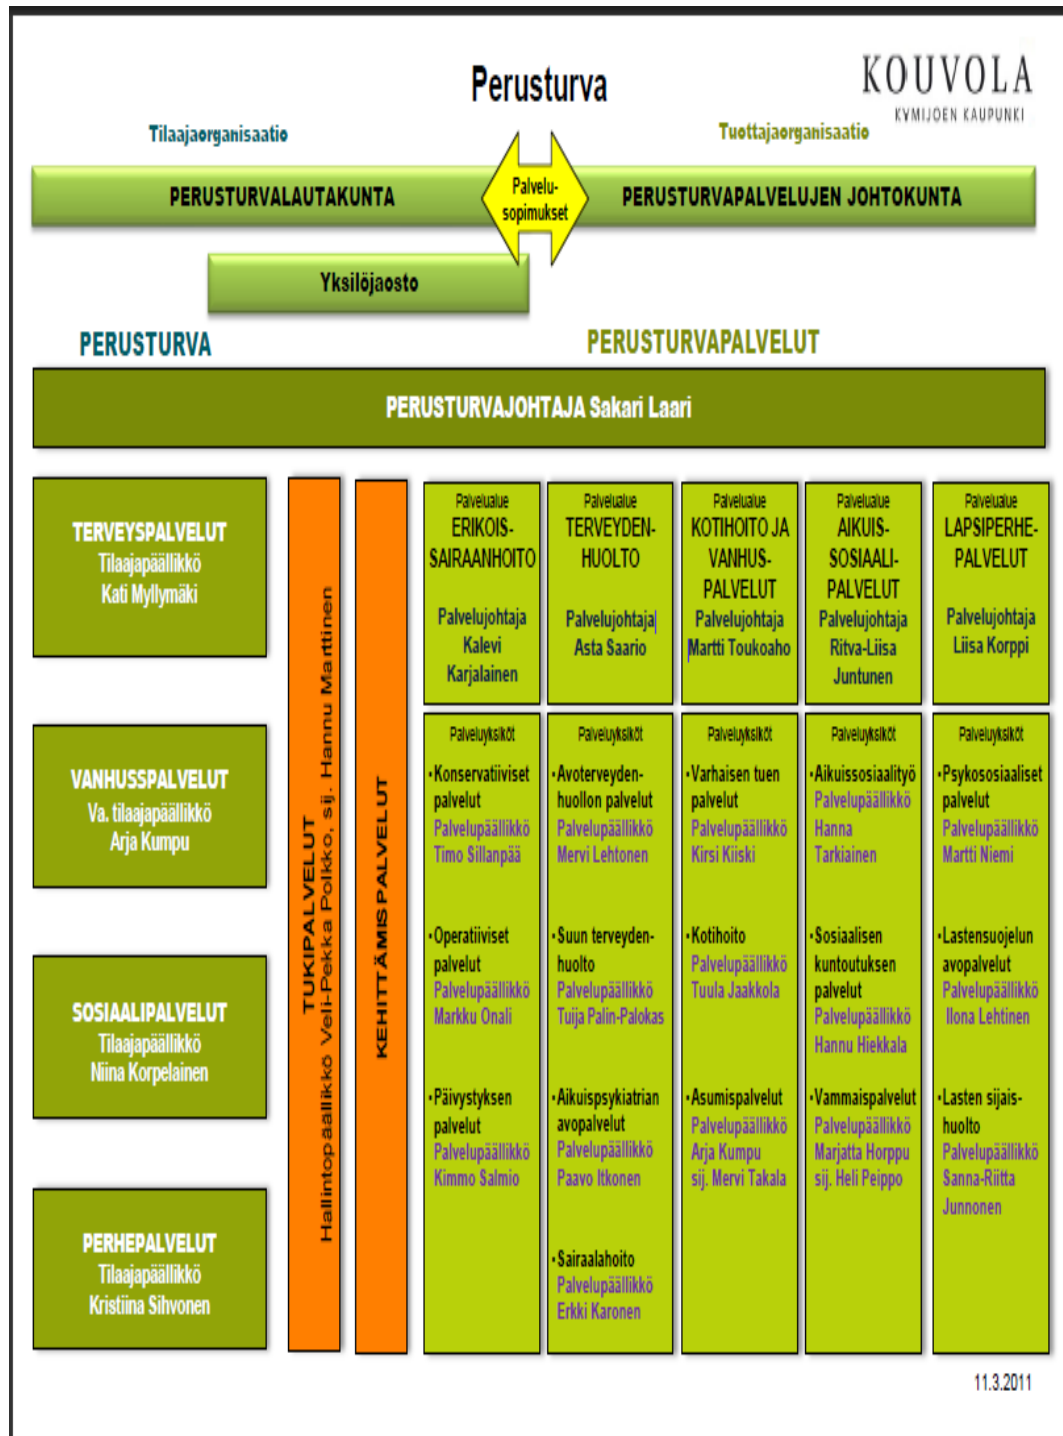 Perusturva
KOUVOLA
KYMIJOEN KAUPUNKI
Tilaajaorganisaatio
Tuottajaorganisaatio
PERUSTURVALAUTAKUNTA
Palvelu-
sopimukset
PERUSTURVAPALVELUJEN JOHTOKUNTA
Yksilöjaosto
PERUSTURVA
PERUSTURVAPALVELUT
PERUSTURVAJOHTAJA Sakari Laari
TERVEYSPALVELUT
Tilaajapäällikkö
Kati Myllymäki
VANHUSSPALVELUT
Va. tilaajapäällikkö
Arja Kumpu
SOSIAALIPALVELUT
Tilaajapäällikkö
Niina Korpelainen
PERHEPALVELUT
Tilaajapäällikkö
Kristiina Sihvonen
TUKIPALVELUT
Hallintopäällikkö Veli-Pekka Polkko, sij. Hannu Marttinen
KEHITTÄMISPALVELUT
Palvelualue
ERIKOIS-
SAIRAANHOITO
Palvelujohtaja
Kalevi
Karjalainen
Palveluyksiköt
•Konservatiiviset
palvelut
Palvelupäällikkö
Timo Sillanpää
•Operatiiviset
palvelut
Palvelupäällikkö
Markku Onali
•Päivystyksen
palvelut
Palvelupäällikkö
Kimmo Salmio
Palvelualue
TERVEYDEN-
HUOLTO
Palvelujohtaja
Asta Saario
Palveluyksiköt
•Avoterveyden-
huollon palvelut
Palvelupäällikkö
Mervi Lehtonen
•Suun terveyden-
huolto
Palvelupäällikkö
Tuija Palin-Palokas
•Aikuispsykiatrian
avopalvelut
Palvelupäällikkö
Paavo Itkonen
•Sairaalahoito
Palvelupäällikkö
Erkki Karonen
Palvelualue
KOTIHOITO JA
VANHUS-
PALVELUT
Palvelujohtaja
Martti Toukoaho
Palveluyksiköt
•Varhaisen tuen
palvelut
Palvelupäällikkö
Kirsi Kiiski
•Kotihoito
Palvelupäällikkö
Tuula Jaakkola
•Asumispalvelut
Palvelupäällikkö
Arja Kumpu
sij. Mervi Takala
Palvelualue
AIKUIS-
SOSIAALI-
PALVELUT
Palvelujohtaja
Ritva-Liisa
Juntunen
Palveluyksiköt
•Aikuissosiaalityö
Palvelupäällikkö
Hanna
Tarkiainen
•Sosiaalisen
kuntoutuksen
palvelut
Palvelupäällikkö
Hannu Hiekkala
•Vammaispalvelut
Palvelupäällikkö
Marjatta Horppu
sij. Heli Peippo
Palvelualue
LAPSIPERHE-
PALVELUT
Palvelujohtaja
Liisa Korppi
Palveluyksiköt
•Psykososiaaliset
palvelut
Palvelupäällikkö
Martti Niemi
•Lastensuojelun
avopalvelut
Palvelupäällikkö
Ilona Lehtinen
•Lasten sijais-
huolto
Palvelupäällikkö
Sanna-Riitta
Junnonen
11.3.2011